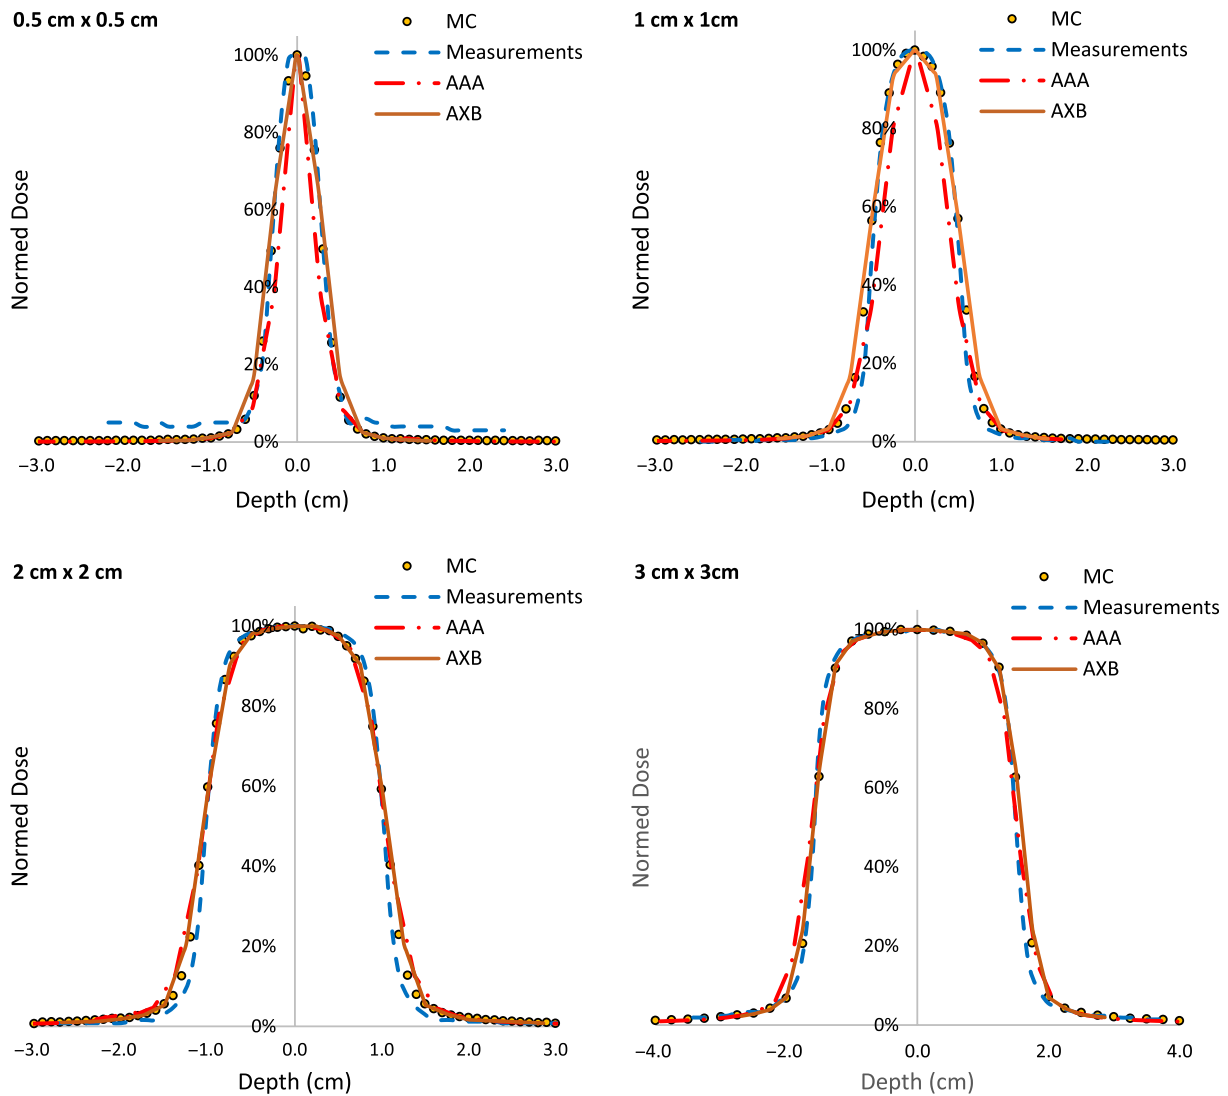 0.5 cm x 0.5 cm
MC
Measurements
AAA
AXB
100%
80%
60%
40%
20%
0%
Normed Dose
−3.0 −2.0 −1.0 0.0 1.0 2.0 3.0
Depth (cm)
1 cm x 1cm
MC
Measurements
AAA
AXB
100%
80%
60%
40%
20%
0%
Normed Dose
−3.0 −2.0 −1.0 0.0 1.0 2.0 3.0
Depth (cm)
2 cm x 2 cm
MC
Measurements
AAA
AXB
100%
80%
60%
40%
20%
0%
Normed Dose
−3.0 −2.0 −1.0 0.0 1.0 2.0 3.0
Depth (cm)
3 cm x 3cm
MC
Measurements
AAA
AXB
100%
80%
60%
40%
20%
0%
Normed Dose
−4.0 −2.0 0.0 2.0 4.0
Depth (cm)